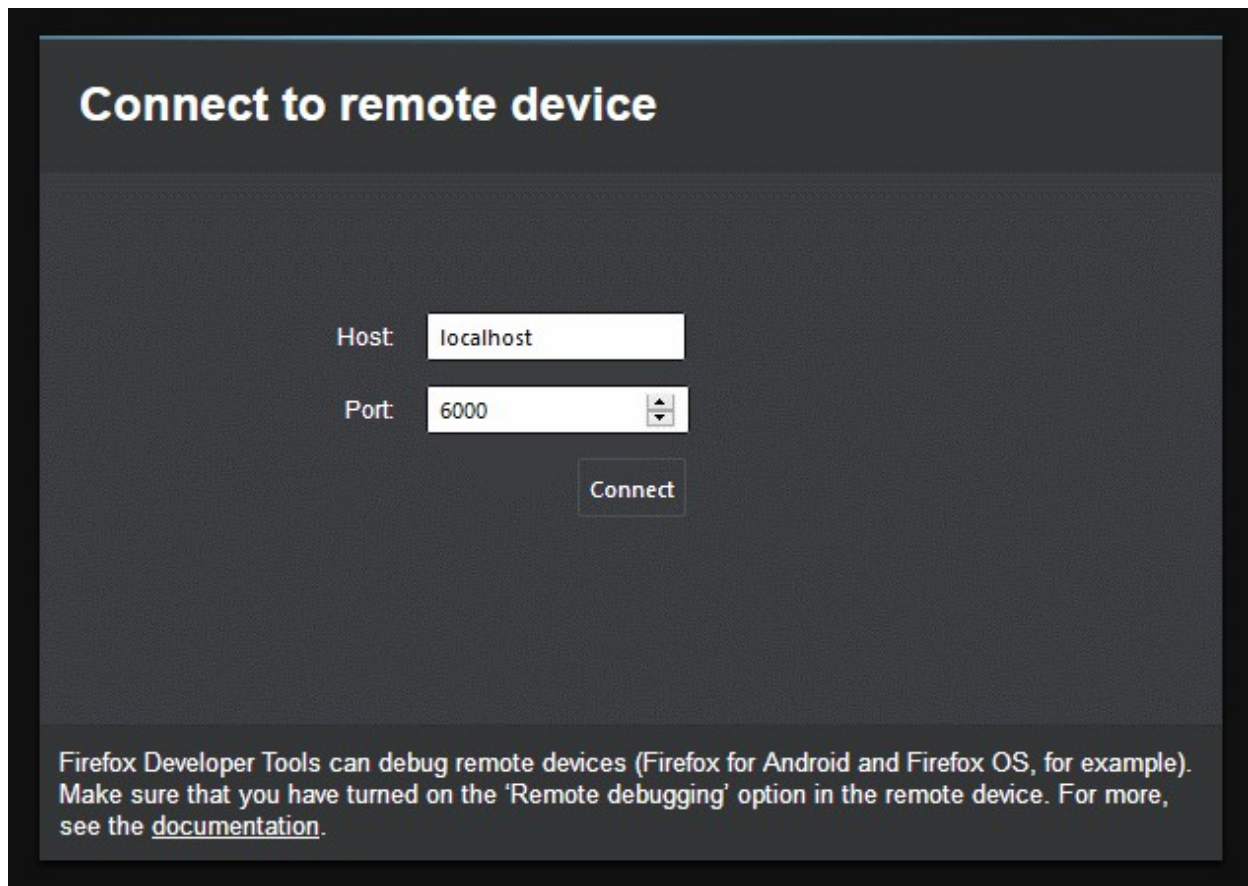 Connect to remote device
Host: localhost
Port: 6000
Connect
Firefox Developer Tools can debug remote devices (Firefox for Android and Firefox OS, for example).
Make sure that you have turned on the ‘Remote debugging’ option in the remote device. For more,
see the documentation.